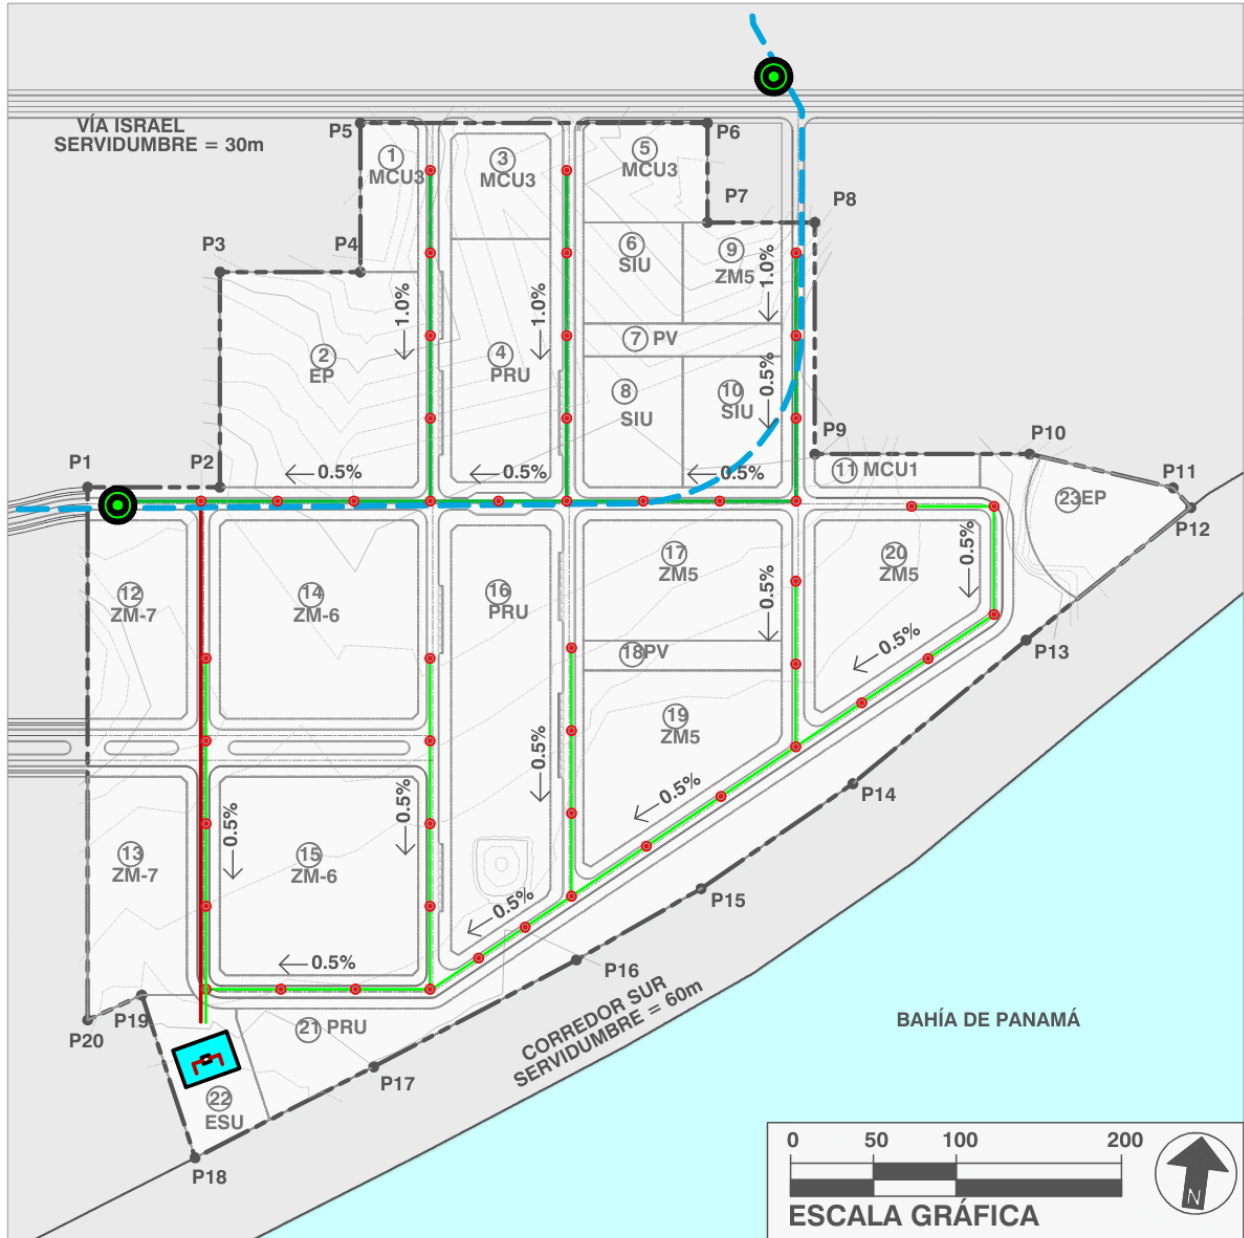 VÍA ISRAEL
SERVIDUMBRE = 30m
P5
P6
1
MCU3
3
MCU3
5
MCU3
P7
P8
P3
P4
6
SIU
9
ZM5
1.0%
1.0%
1.0%
7 PV
2
EP
4
PRU
8
SIU
10
SIU
0.5%
P1
P2
0.5%
0.5%
0.5%
P9
P10
11 MCU1
P11
23EP
P12
12
ZM-7
14
ZM-6
16
PRU
17
ZM5
0.5%
20
ZM5
0.5%
18PV
0.5%
P13
19
ZM5
0.5%
0.5%
P14
13
ZM-7
0.5%
15
ZM-6
0.5%
0.5%
P15
0.5%
P16
P19
P20
21 PRU
CORREDOR SUR
SERVIDUMBRE = 60m
BAHÍA DE PANAMÁ
P17
22
ESU
P18
0 50 100 200
ESCALA GRÁFICA
N